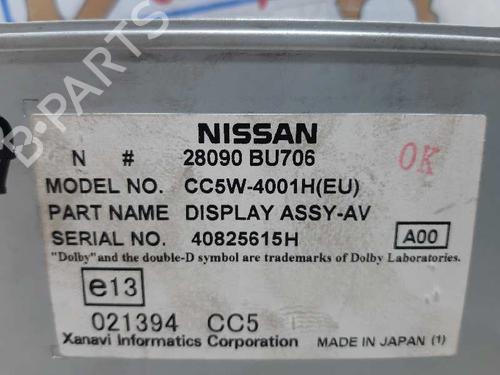 NISSAN
N # 28090 BU706
OK
MODEL NO. CC5W-4001H(EU)
PART NAME DISPLAY ASSY-AV
SERIAL NO. 40825615H A00
"Dolby"and the double-D symbol are trademarks of Dolby Laboratories.
e13
021394 CC5
Xanavi Informatics Corporation MADE IN JAPAN (1)
B-PARTS